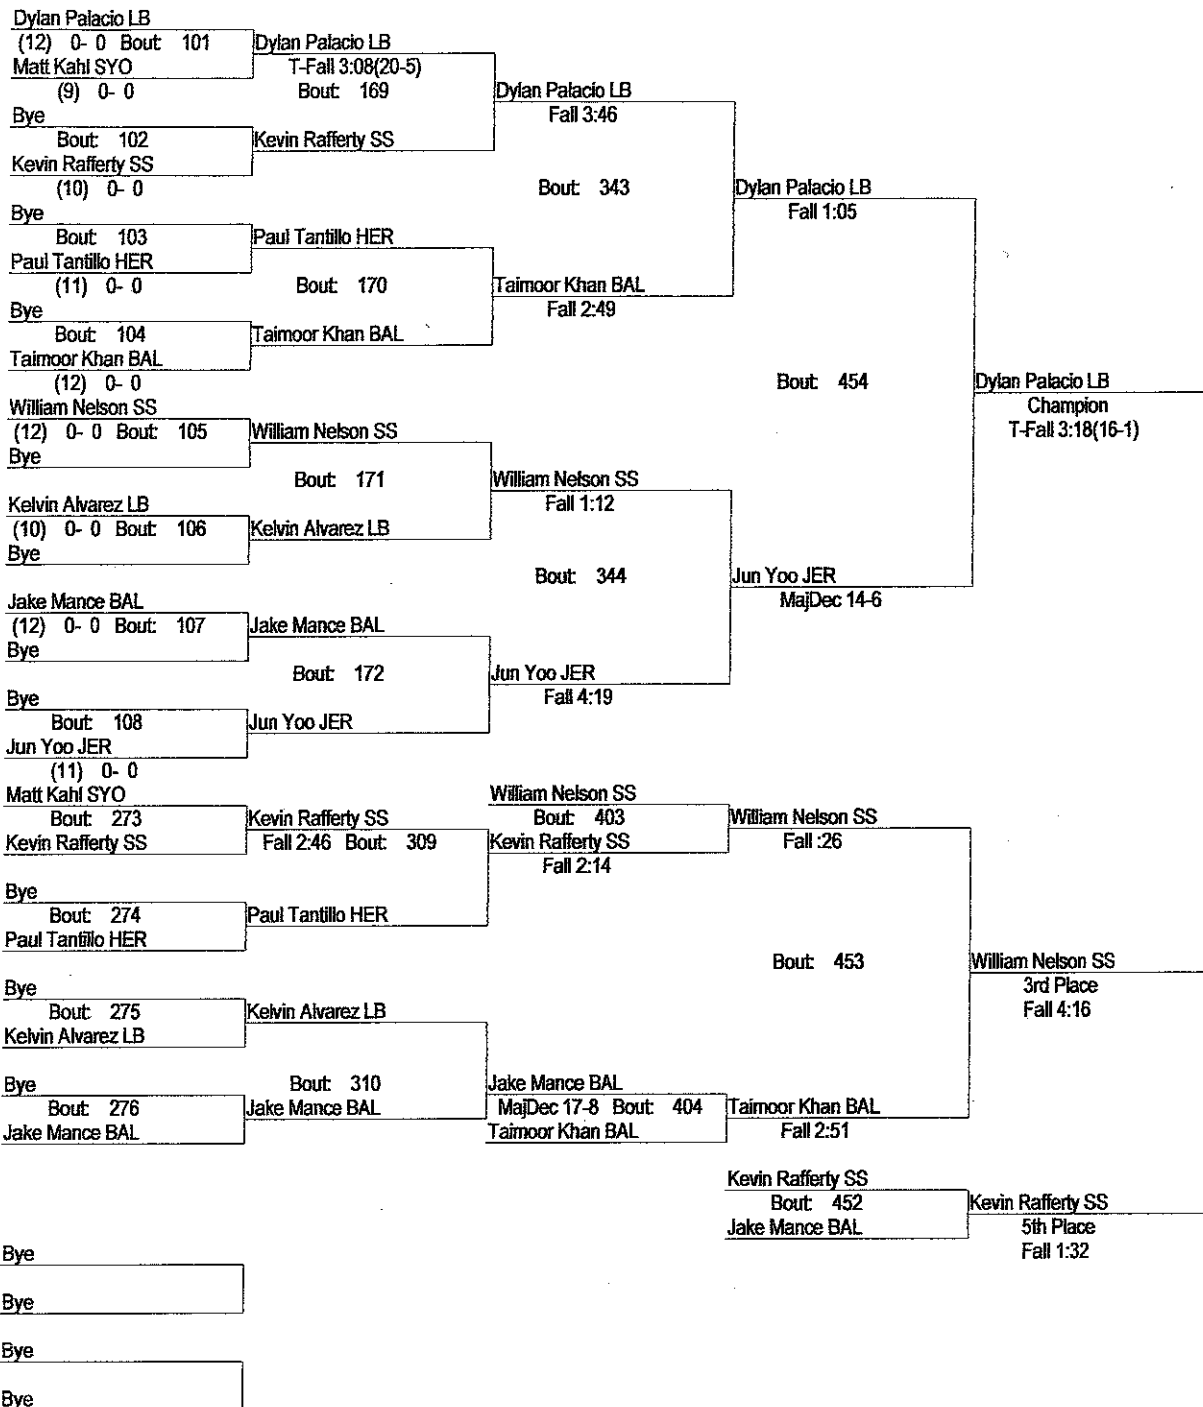 Dylan Palacio LB
(12) 0- 0 Bout: 101 Dylan Palacio LB
Matt Kahl SYO T-Fall 3:08(20-5)
(9) 0- 0 Bout: 169 Dylan Palacio LB
Bye Fall 3:46
Bout: 102 Kevin Rafferty SS
Kevin Rafferty SS
(10) 0- 0 Bout: 343 Dylan Palacio LB
Bye Fall 1:05
Bout: 103 Paul Tantillo HER
Paul Tantillo HER
(11) 0- 0 Bout: 170 Taimoor Khan BAL
Bye Fall 2:49
Bout: 104 Taimoor Khan BAL
Taimoor Khan BAL
(12) 0- 0 Bout: 454 Dylan Palacio LB
William Nelson SS Champion
(12) 0- 0 Bout: 105 William Nelson SS T-Fall 3:18(16-1)
Bye
Bout: 171 William Nelson SS
Kelvin Alvarez LB Fall 1:12
(10) 0- 0 Bout: 106 Kelvin Alvarez LB
Bye
Bout: 344 Jun Yoo JER
Jake Mance BAL MajDec 14-6
(12) 0- 0 Bout: 107 Jake Mance BAL
Bye
Bout: 172 Jun Yoo JER
Bye Fall 4:19
Bout: 108 Jun Yoo JER
Jun Yoo JER
(11) 0- 0
Matt Kahl SYO William Nelson SS
Bout: 273 Kevin Rafferty SS Bout: 403 William Nelson SS
Kevin Rafferty SS Fall 2:46 Bout: 309 Kevin Rafferty SS Fall :26
Fall 2:14
Bye
Bout: 274 Paul Tantillo HER
Paul Tantillo HER
Bout: 453 William Nelson SS
Bye 3rd Place
Bout: 275 Kelvin Alvarez LB Fall 4:16
Kelvin Alvarez LB
Bye Bout: 310 Jake Mance BAL
Bout: 276 Jake Mance BAL MajDec 17-8 Bout: 404 Taimoor Khan BAL
Jake Mance BAL Taimoor Khan BAL Fall 2:51
Kevin Rafferty SS
Bout: 452 Kevin Rafferty SS
Jake Mance BAL 5th Place
Bye Fall 1:32
Bye
Bye
Bye